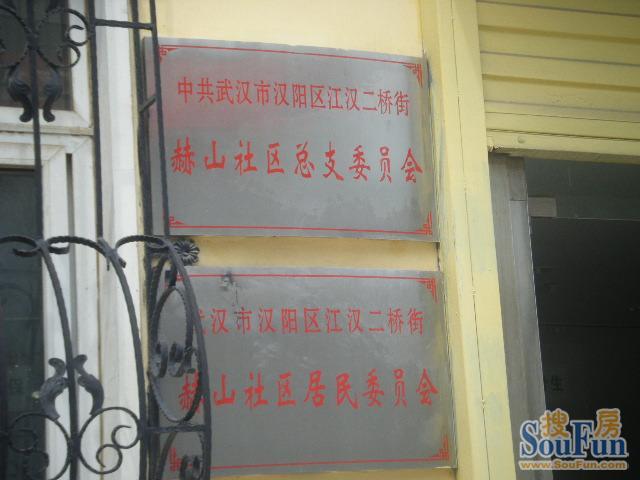 中共武汉市汉阳区江汉二桥街
赫山社区总支委员会
武汉市汉阳区江汉二桥街
赫山社区居民委员会
搜房
SouFun
www.SouFun.com